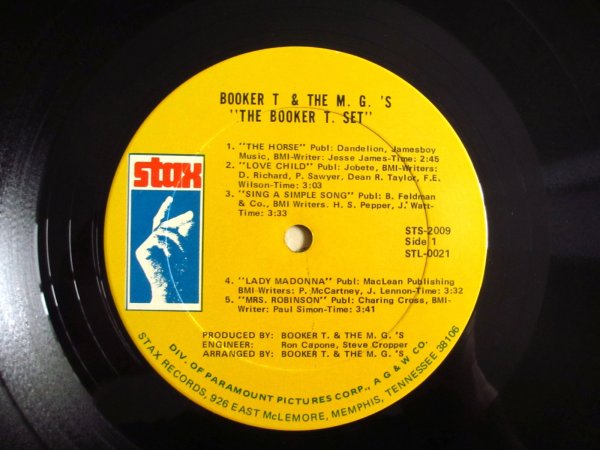 BOOKER T & THE M. G. 'S
"THE BOOKER T. SET"
stax
1. "THE HORSE" Publ: Dandelion, Jamesboy
Music, BMI-Writer: Jesse James-Time: 2:45
2. "LOVE CHILD" Publ: Jobete, BMI-Writers:
D. Richard, P. Sawyer, Dean R. Taylor, F.E.
Wilson-Time: 3:03
3. "SING A SIMPLE SONG" Publ: B. Feldman
& Co., BMI Writers. H. S. Pepper, J. Watt-
Time: 3:33
STS-2009
Side 1
STL-0021
4. "LADY MADONNA" Publ: MacLean Publishing
BMI-Writers: P. McCartney, J. Lennon-Time: 3:32
5. "MRS. ROBINSON" Publ: Charing Cross, BMI-
Writer: Paul Simon-Time: 3:41
PRODUCED BY: BOOKER T. & THE M. G. 'S
ENGINEER: Ron Capone, Steve Cropper
ARRANGED BY: BOOKER T. & THE M. G. 'S
DIV. OF PARAMOUNT PICTURES CORP., A G & W CO.
STAX RECORDS, 926 EAST McLEMORE, MEMPHIS, TENNESSEE 38106